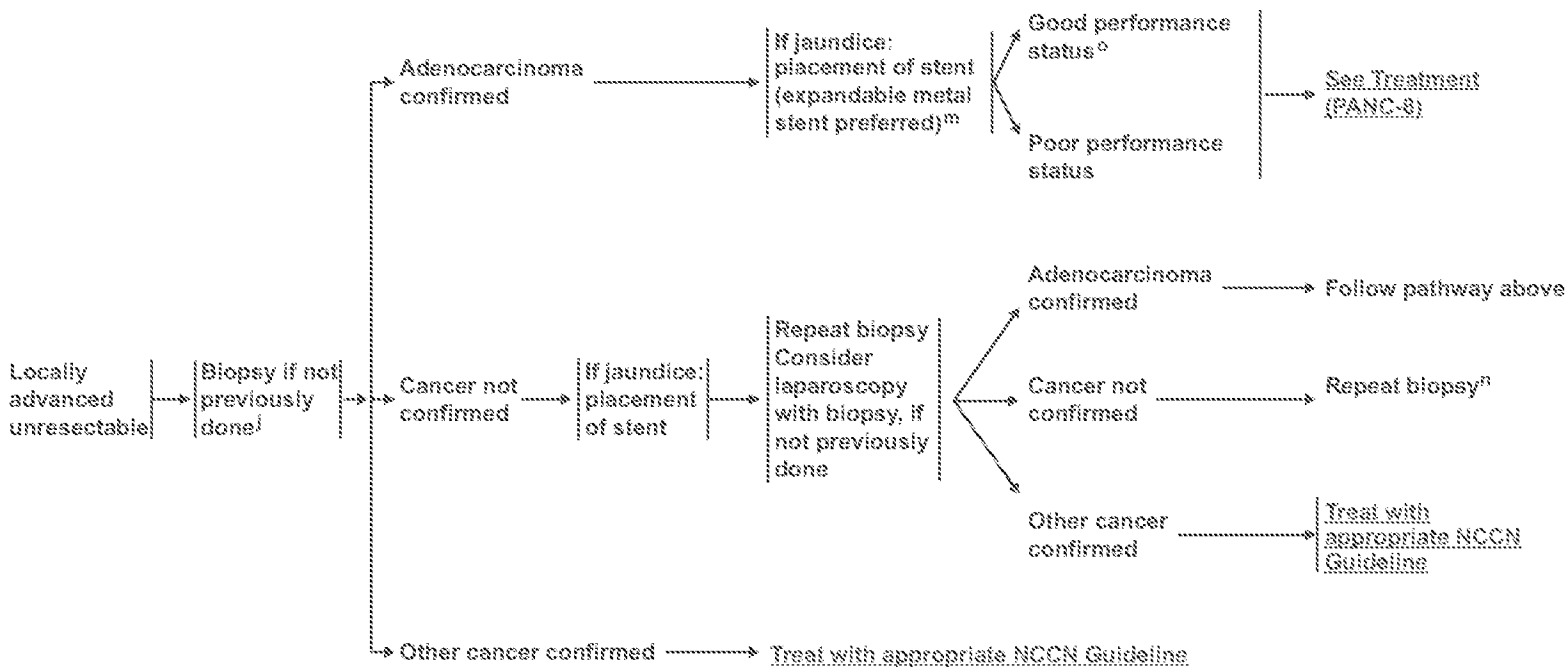 Locally
advanced
unresectable
Biopsy if not
previously
doneʲ
Adenocarcinoma
confirmed
If jaundice:
placement of stent
(expandable metal
stent preferred)ᵐ
Good performance
statusᵒ
Poor performance
status
See Treatment
(PANC-6)
Cancer not
confirmed
If jaundice:
placement
of stent
Repeat biopsy
Consider
laparoscopy
with biopsy, if
not previously
done
Adenocarcinoma
confirmed
Follow pathway above
Cancer not
confirmed
Repeat biopsyⁿ
Other cancer
confirmed
Treat with
appropriate NCCN
Guideline
Other cancer confirmed
Treat with appropriate NCCN Guideline